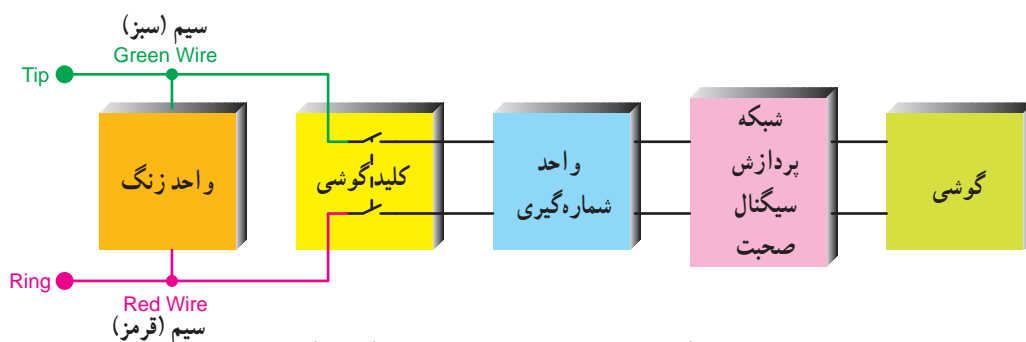 سیم (سبز)
Green Wire
Tip
واحد زنگ
کلید گوشی
واحد
شماره‌گیری
شبکه
پردازش
سیگنال
صحبت
گوشی
Ring
Red Wire
سیم (قرمز)